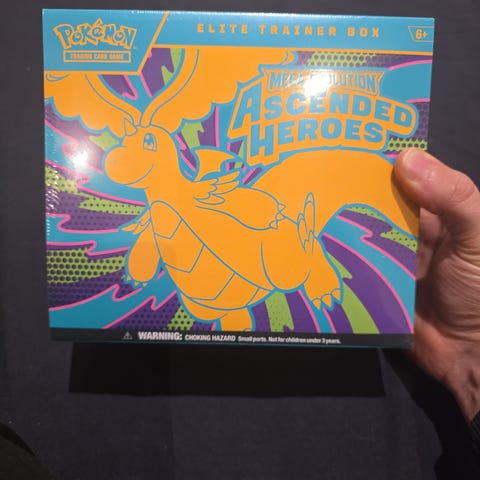 POKéMON
TRADING CARD GAME
ELITE TRAINER BOX
6+
MEGA EVOLUTION
ASCENDED
HEROES
WARNING: CHOKING HAZARD Small parts. Not for children under 3 years.